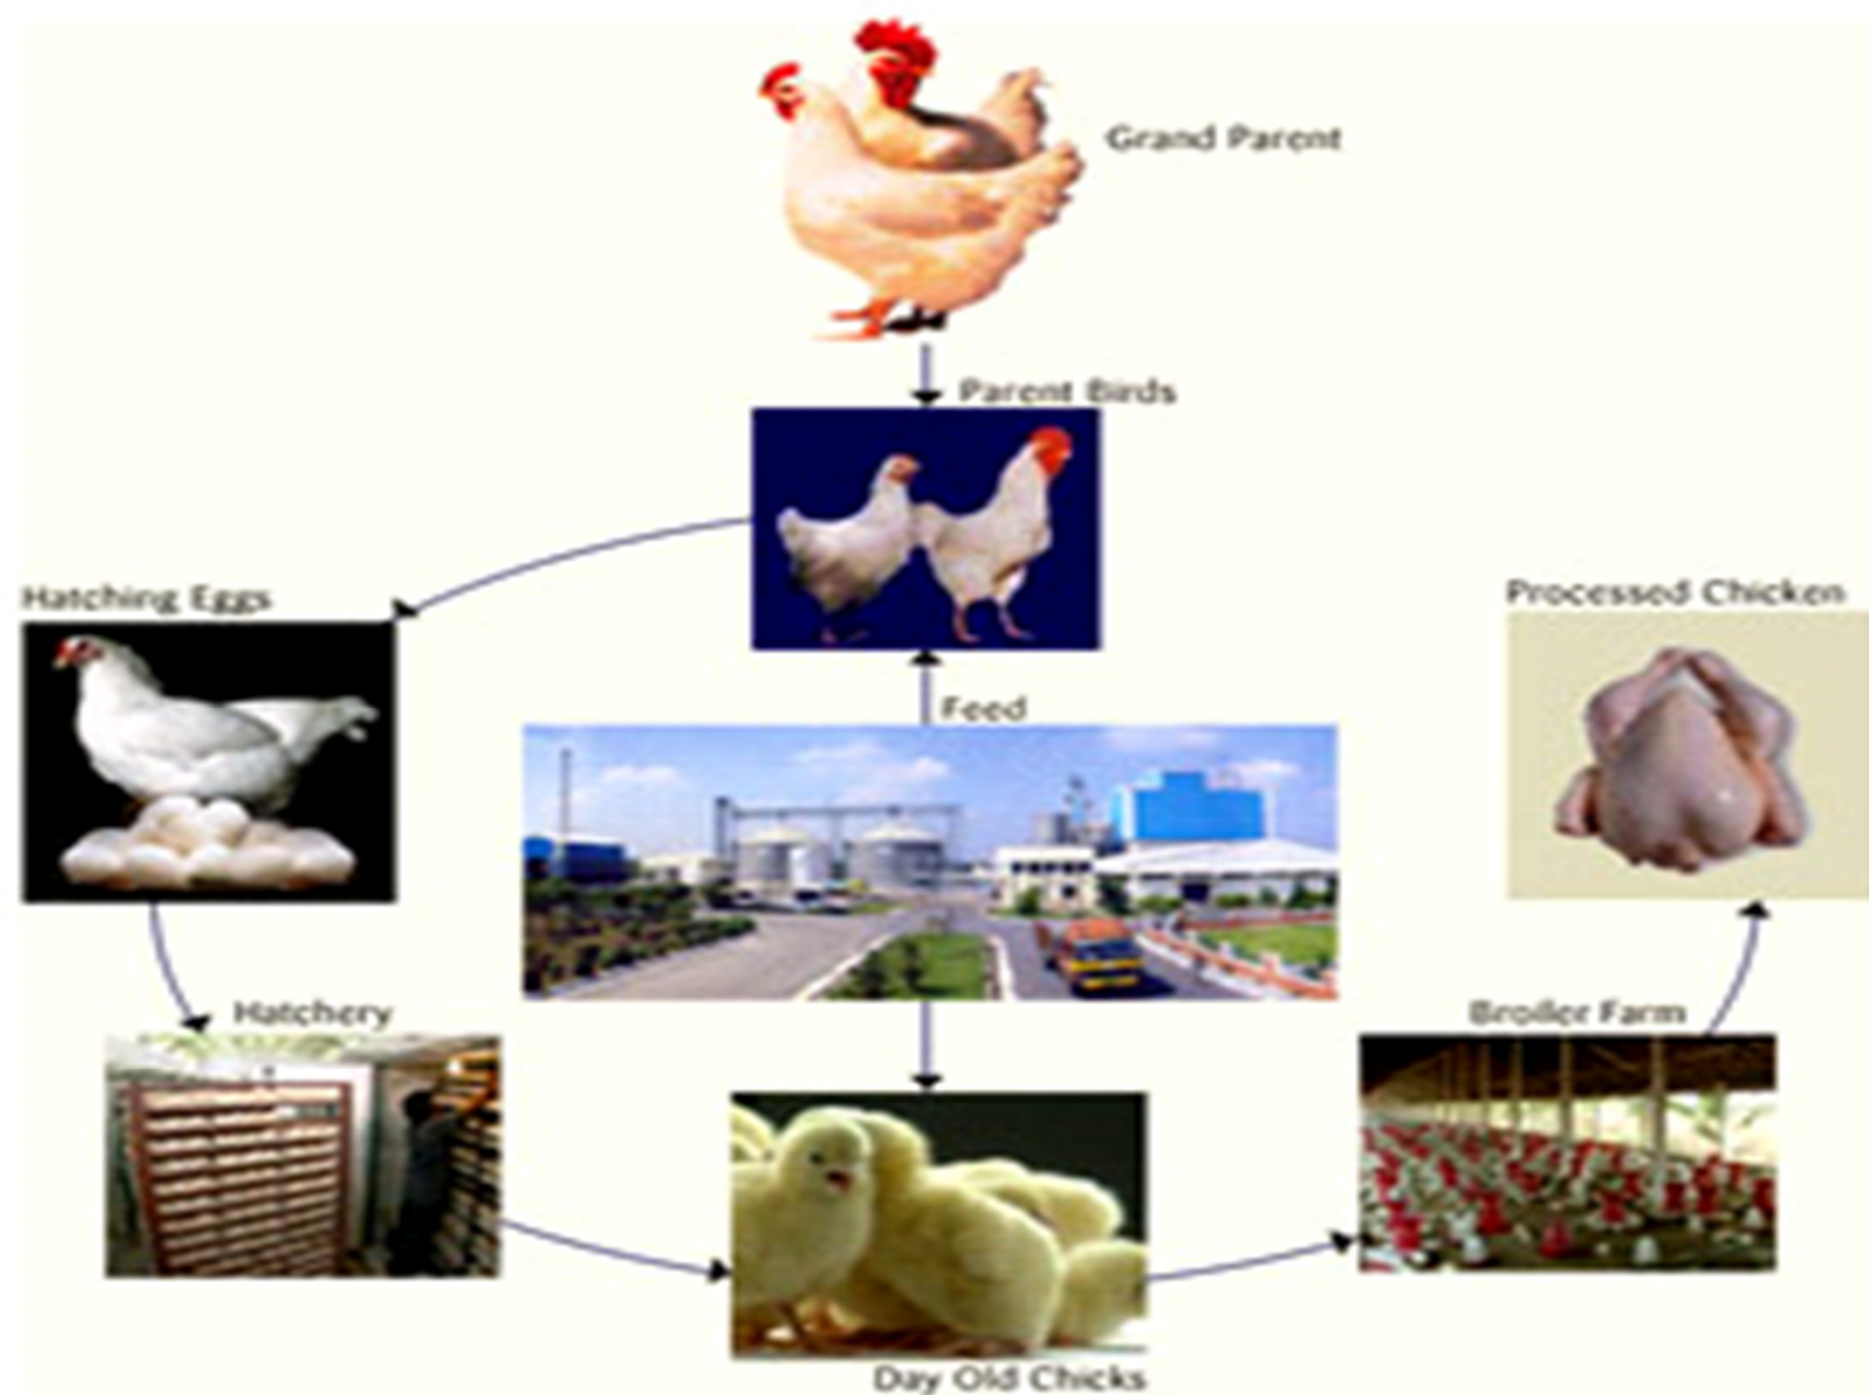 Grand Parent
Parent Birds
Hatching Eggs
Processed Chicken
Feed
Hatchery
Broiler Farm
Day Old Chicks